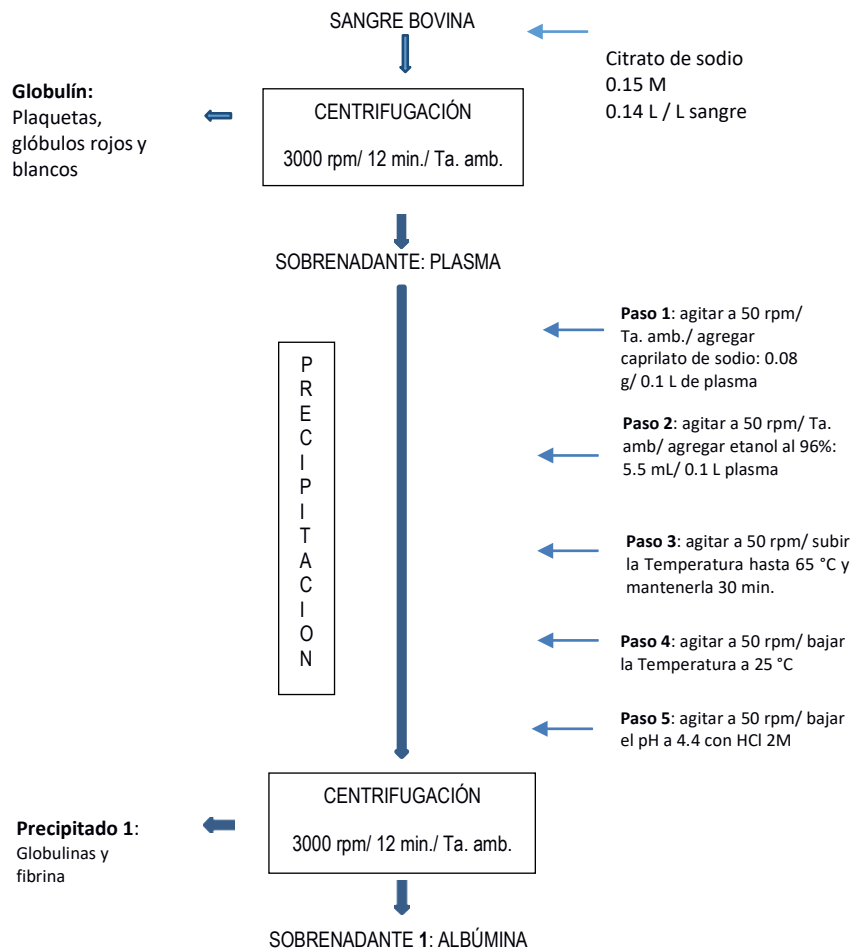 SANGRE BOVINA
Citrato de sodio
0.15 M
0.14 L / L sangre
Globulín:
Plaquetas,
glóbulos rojos y
blancos
CENTRIFUGACIÓN
3000 rpm/ 12 min./ Ta. amb.
SOBRENADANTE: PLASMA
P
R
E
C
I
P
I
T
A
C
I
O
N
Paso 1: agitar a 50 rpm/
Ta. amb./ agregar
caprilato de sodio: 0.08
g/ 0.1 L de plasma
Paso 2: agitar a 50 rpm/ Ta.
amb/ agregar etanol al 96%:
5.5 mL/ 0.1 L plasma
Paso 3: agitar a 50 rpm/ subir
la Temperatura hasta 65 °C y
mantenerla 30 min.
Paso 4: agitar a 50 rpm/ bajar
la Temperatura a 25 °C
Paso 5: agitar a 50 rpm/ bajar
el pH a 4.4 con HCl 2M
CENTRIFUGACIÓN
3000 rpm/ 12 min./ Ta. amb.
Precipitado 1:
Globulinas y
fibrina
SOBRENADANTE 1: ALBÚMINA